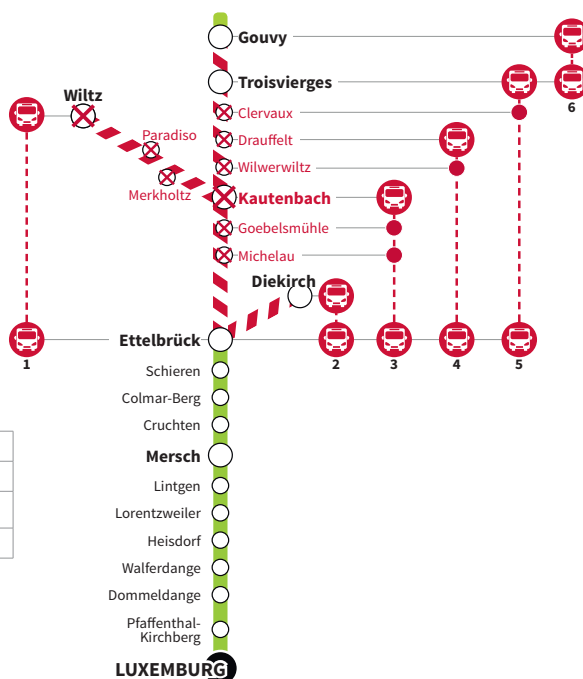 Gouvy
Troisvierges
6
Wiltz
Clervaux
Paradiso
Drauffelt
Wilwerwiltz
Merkholtz
Kautenbach
Goebelsmühle
Michelau
Diekirch
Ettelbrück
1
2
3
4
5
Schieren
Colmar-Berg
Cruchten
Mersch
Lintgen
Lorentzweiler
Heisdorf
Walferdange
Dommeldange
Pfaffenthal-
Kirchberg
LUXEMBURG